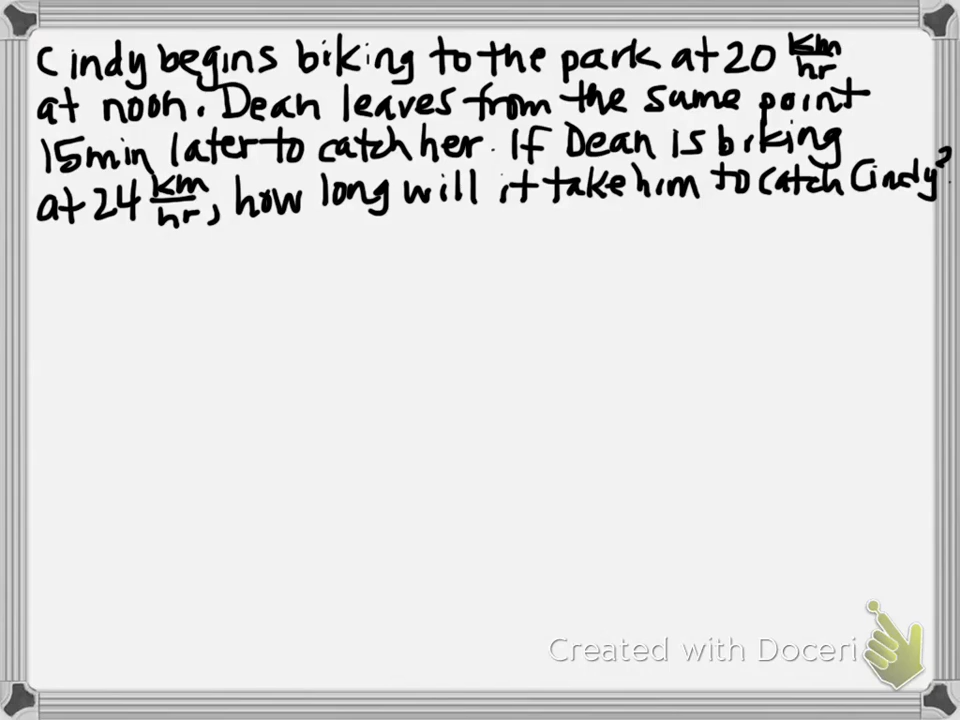 Cindy begins biking to the park at 20 km/hr
at noon. Dean leaves from the same point
15min later to catch her. If Dean is biking
at 24 km/hr, how long will it take him to catch Cindy?
Created with Doceri